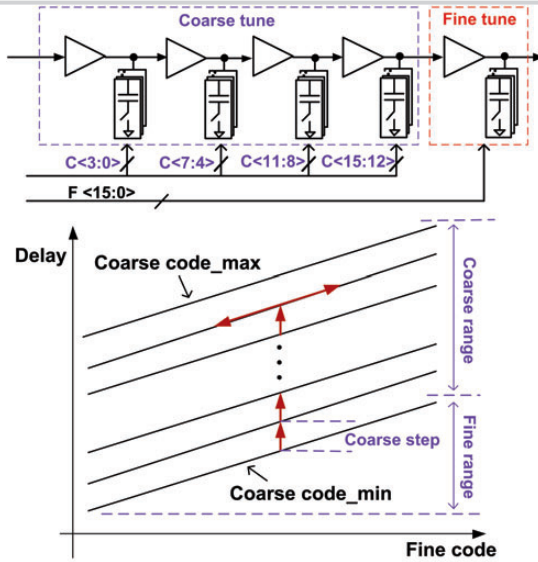 Coarse tune
Fine tune
C<3:0>
C<7:4>
C<11:8>
C<15:12>
F <15:0>
Delay
Coarse code_max
Coarse range
Coarse step
Fine range
Coarse code_min
Fine code